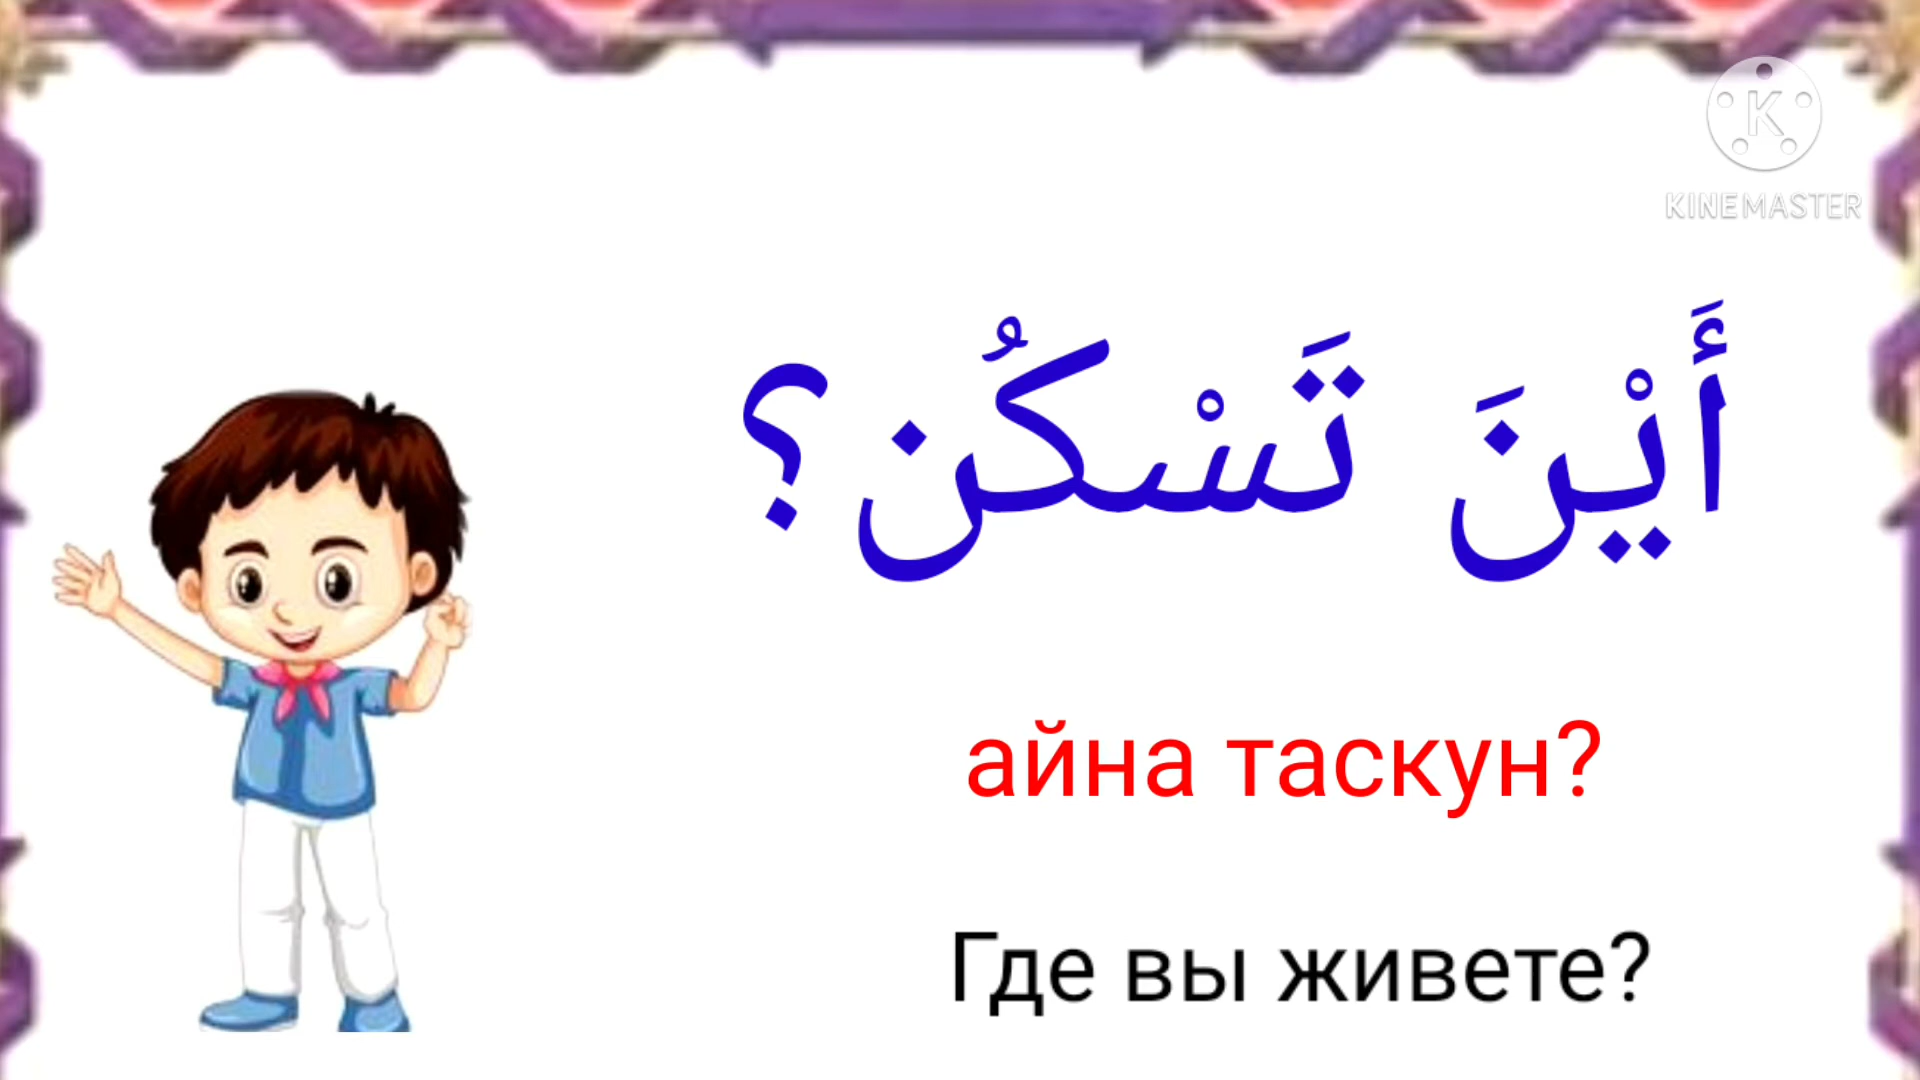 K
KINEMASTER
أَيْنَ تَسْكُن؟
айна таскун?
Где вы живете?